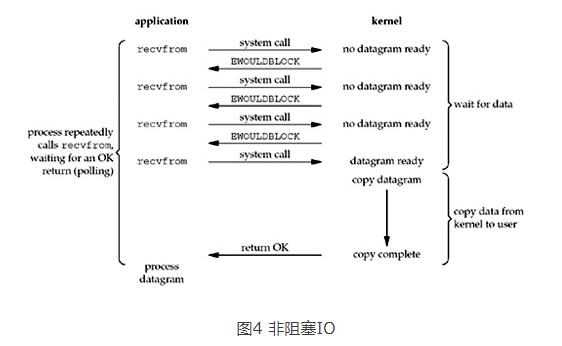 application kernel
recvfrom system call no datagram ready
EWOULDBLOCK
recvfrom system call no datagram ready
EWOULDBLOCK
recvfrom system call no datagram ready
EWOULDBLOCK
recvfrom system call datagram ready
wait for data
process repeatedly
calls recvfrom,
waiting for an OK
return (polling)
copy datagram
copy data from
kernel to user
return OK copy complete
process
datagram
图4 非阻塞IO